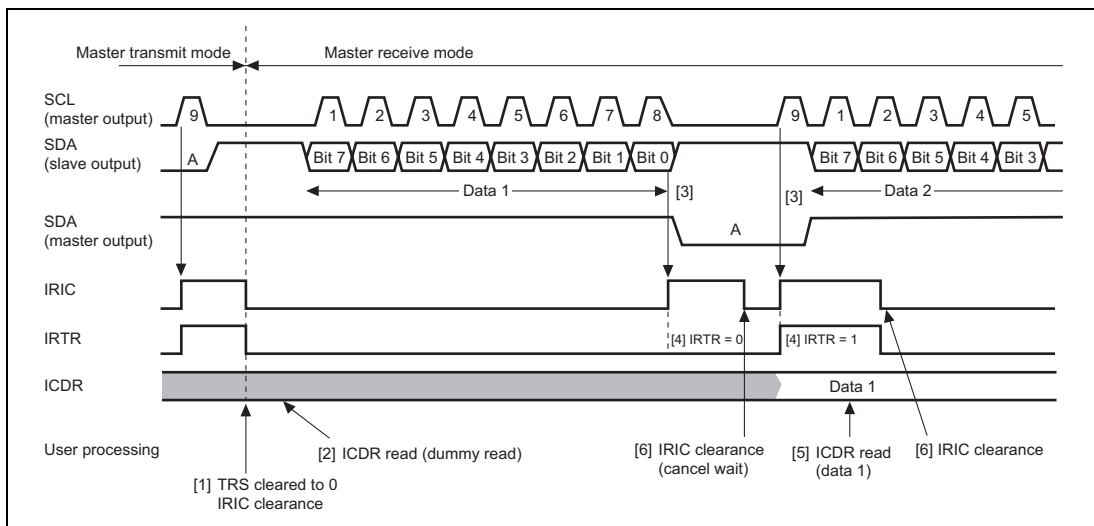 Master transmit mode
Master receive mode
SCL
(master output)
9 1 2 3 4 5 6 7 8 9 1 2 3 4 5
SDA
(slave output)
A Bit 7 Bit 6 Bit 5 Bit 4 Bit 3 Bit 2 Bit 1 Bit 0 Bit 7 Bit 6 Bit 5 Bit 4 Bit 3
Data 1 [3] [3] Data 2
SDA
(master output)
A
IRIC
IRTR
[4] IRTR = 0 [4] IRTR = 1
ICDR
Data 1
User processing
[2] ICDR read (dummy read)
[6] IRIC clearance
(cancel wait)
[5] ICDR read
(data 1)
[6] IRIC clearance
[1] TRS cleared to 0
IRIC clearance